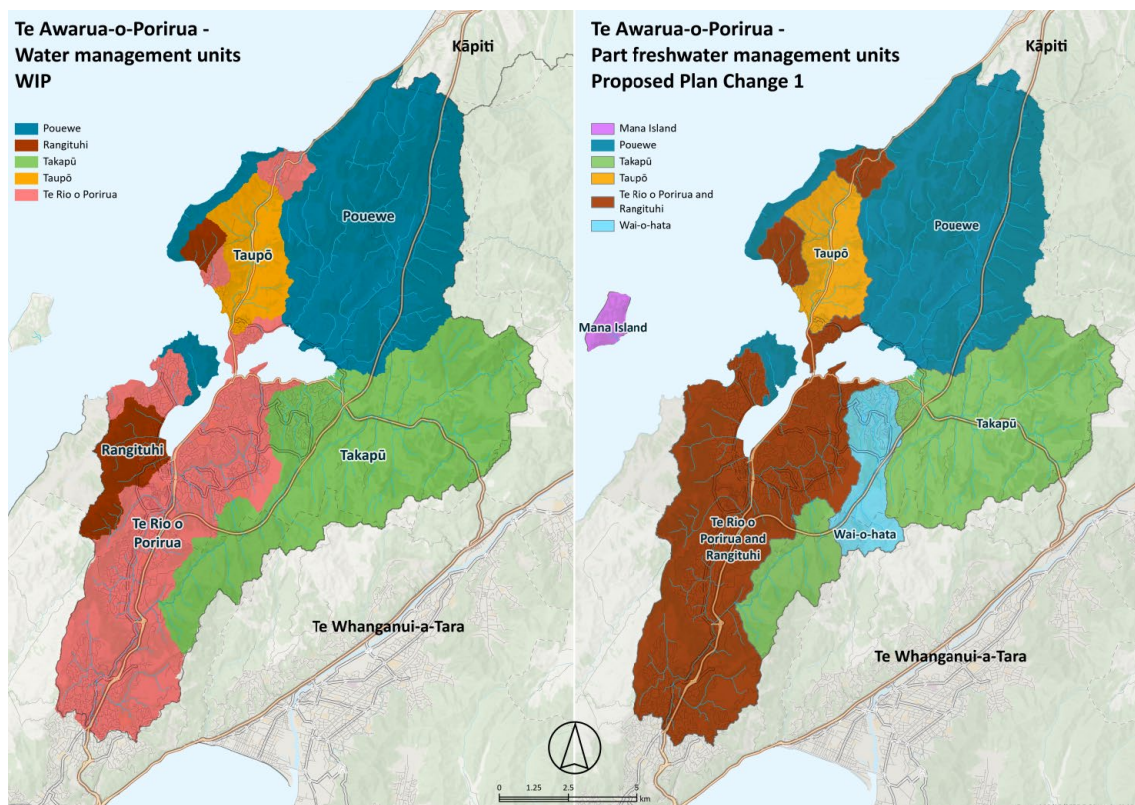 Te Awarua-o-Porirua -
Water management units
WIP
Pouewe
Rangituhi
Takapū
Taupō
Te Rio o Porirua
Kāpiti
Pouewe
Taupō
Rangituhi
Takapū
Te Rio o
Porirua
Te Whanganui-a-Tara
Te Awarua-o-Porirua -
Part freshwater management units
Proposed Plan Change 1
Mana Island
Pouewe
Takapū
Taupō
Te Rio o Porirua and
Rangituhi
Wai-o-hata
Kāpiti
Pouewe
Taupō
Mana Island
Takapū
Te Rio o
Porirua and
Rangituhi
Wai-o-hata
Te Whanganui-a-Tara
0 1.25 2.5 5
km